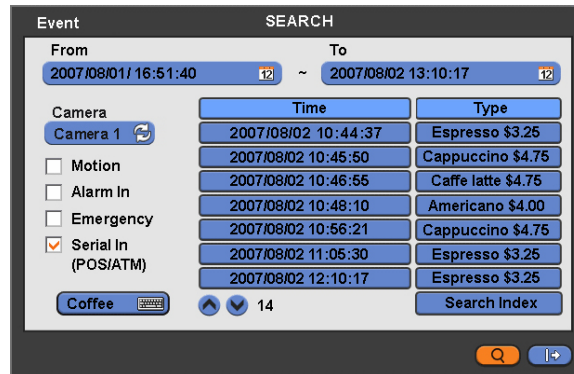 Event SEARCH
From To
2007/08/01/ 16:51:40 12 ~ 2007/08/02 13:10:17 12
Camera
Camera 1
Motion
Alarm In
Emergency
Serial In
(POS/ATM)
Coffee
Time Type
2007/08/02 10:44:37 Espresso $3.25
2007/08/02 10:45:50 Cappuccino $4.75
2007/08/02 10:46:55 Caffe latte $4.75
2007/08/02 10:48:10 Americano $4.00
2007/08/02 10:56:21 Cappuccino $4.75
2007/08/02 11:05:30 Espresso $3.25
2007/08/02 12:10:17 Espresso $3.25
14 Search Index